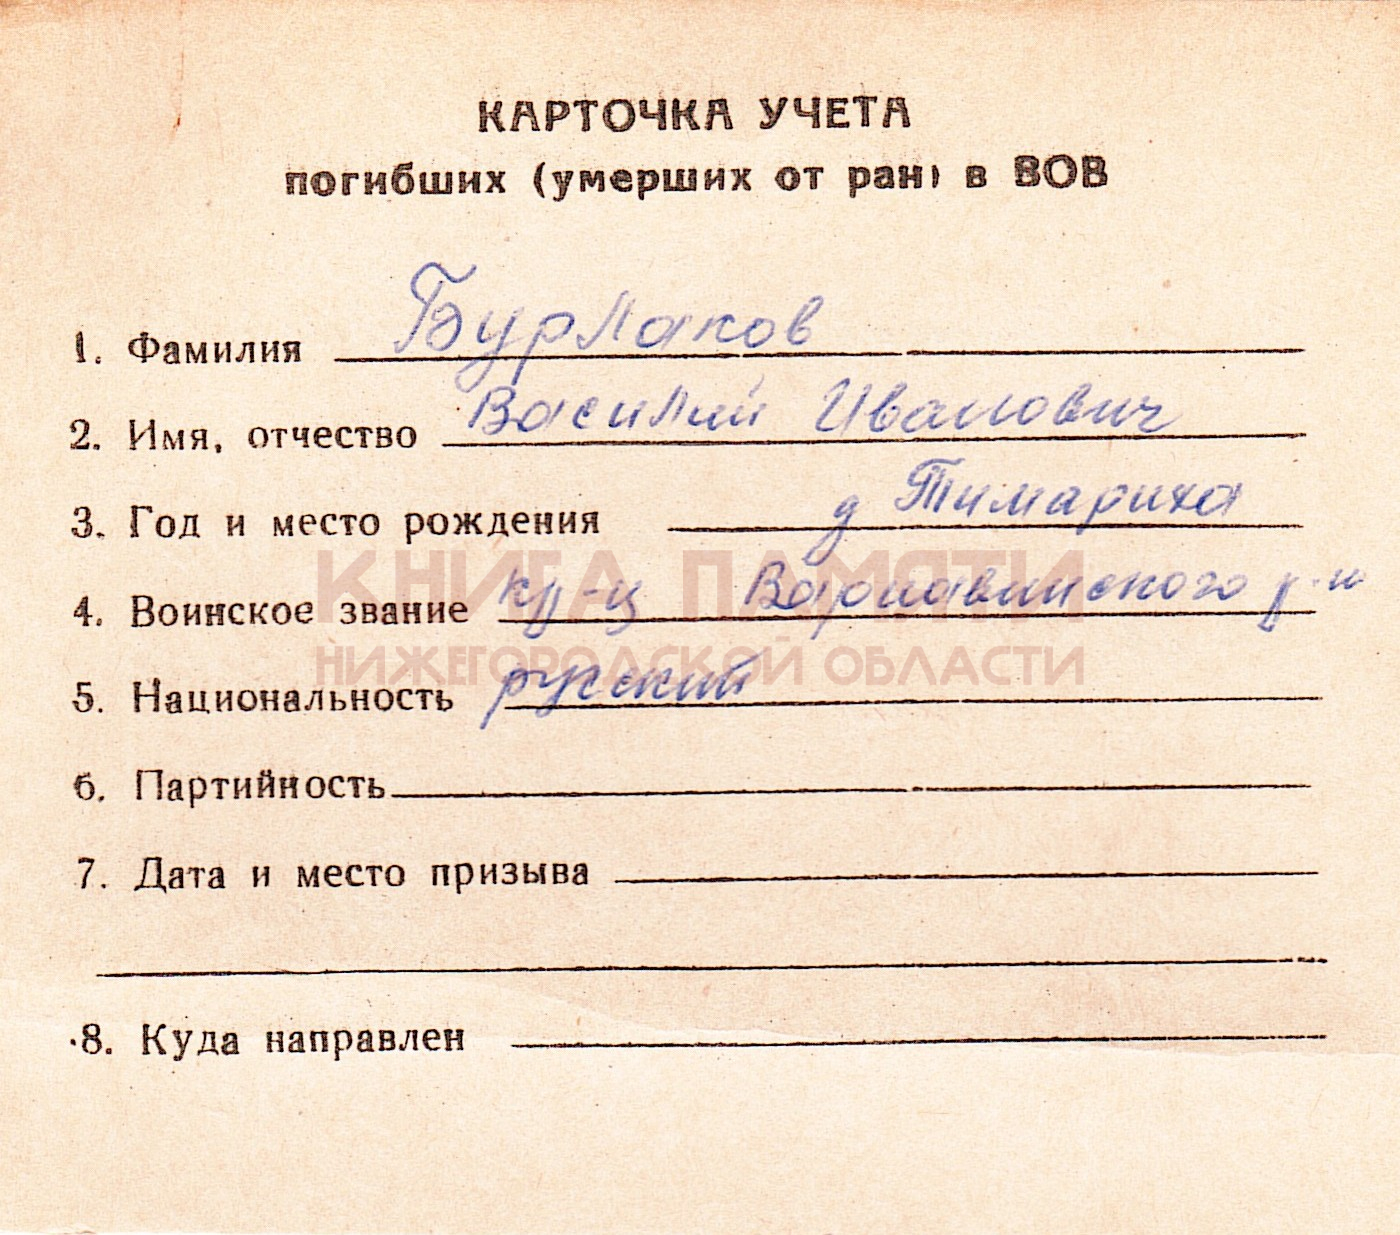 КАРТОЧКА УЧЕТА
погибших (умерших от ран) в ВОВ
1. Фамилия Бурлаков
2. Имя, отчество Василий Иванович
3. Год и место рождения д Тимариха
КНИГА ПАМЯТИ
4. Воинское звание кр-ц Варнавинского р-н
НИЖЕГОРОДСКОЙ ОБЛАСТИ
5. Национальность русский
6. Партийность
7. Дата и место призыва
8. Куда направлен